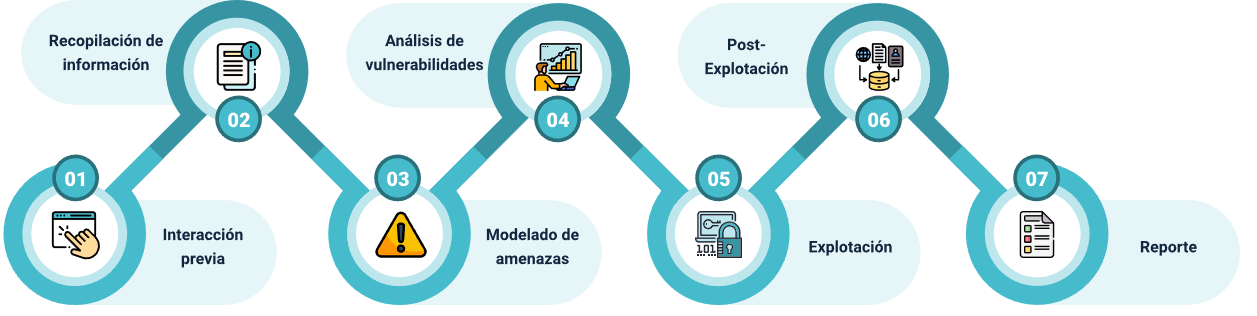 01
Interacción
previa
02
Recopilación de
información
03
Modelado de
amenazas
04
Análisis de
vulnerabilidades
05
Explotación
101
06
Post-
Explotación
07
Reporte